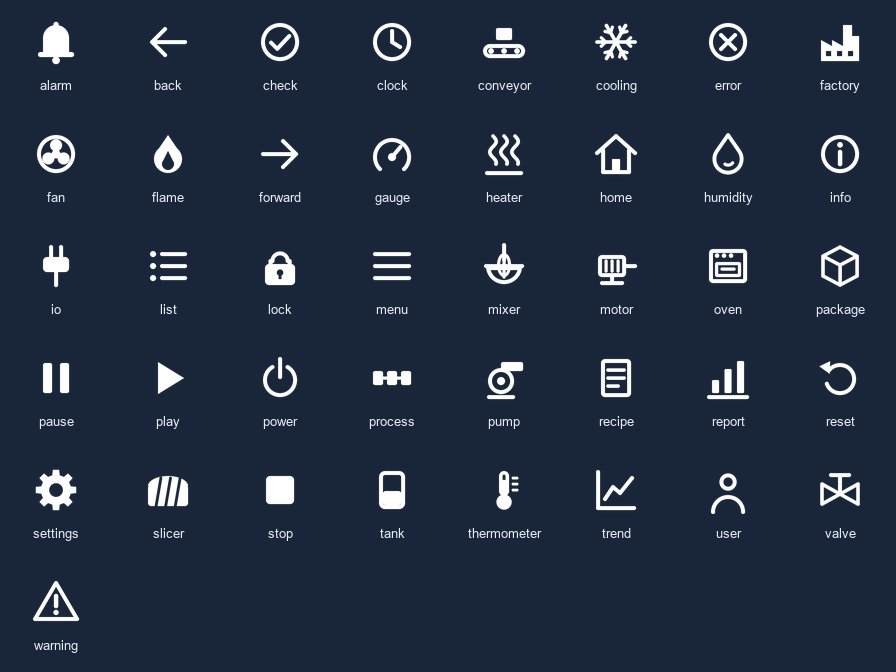 alarm back check clock conveyor cooling error factory
fan flame forward gauge heater home humidity info
io list lock menu mixer motor oven package
pause play power process pump recipe report reset
settings slicer stop tank thermometer trend user valve
warning